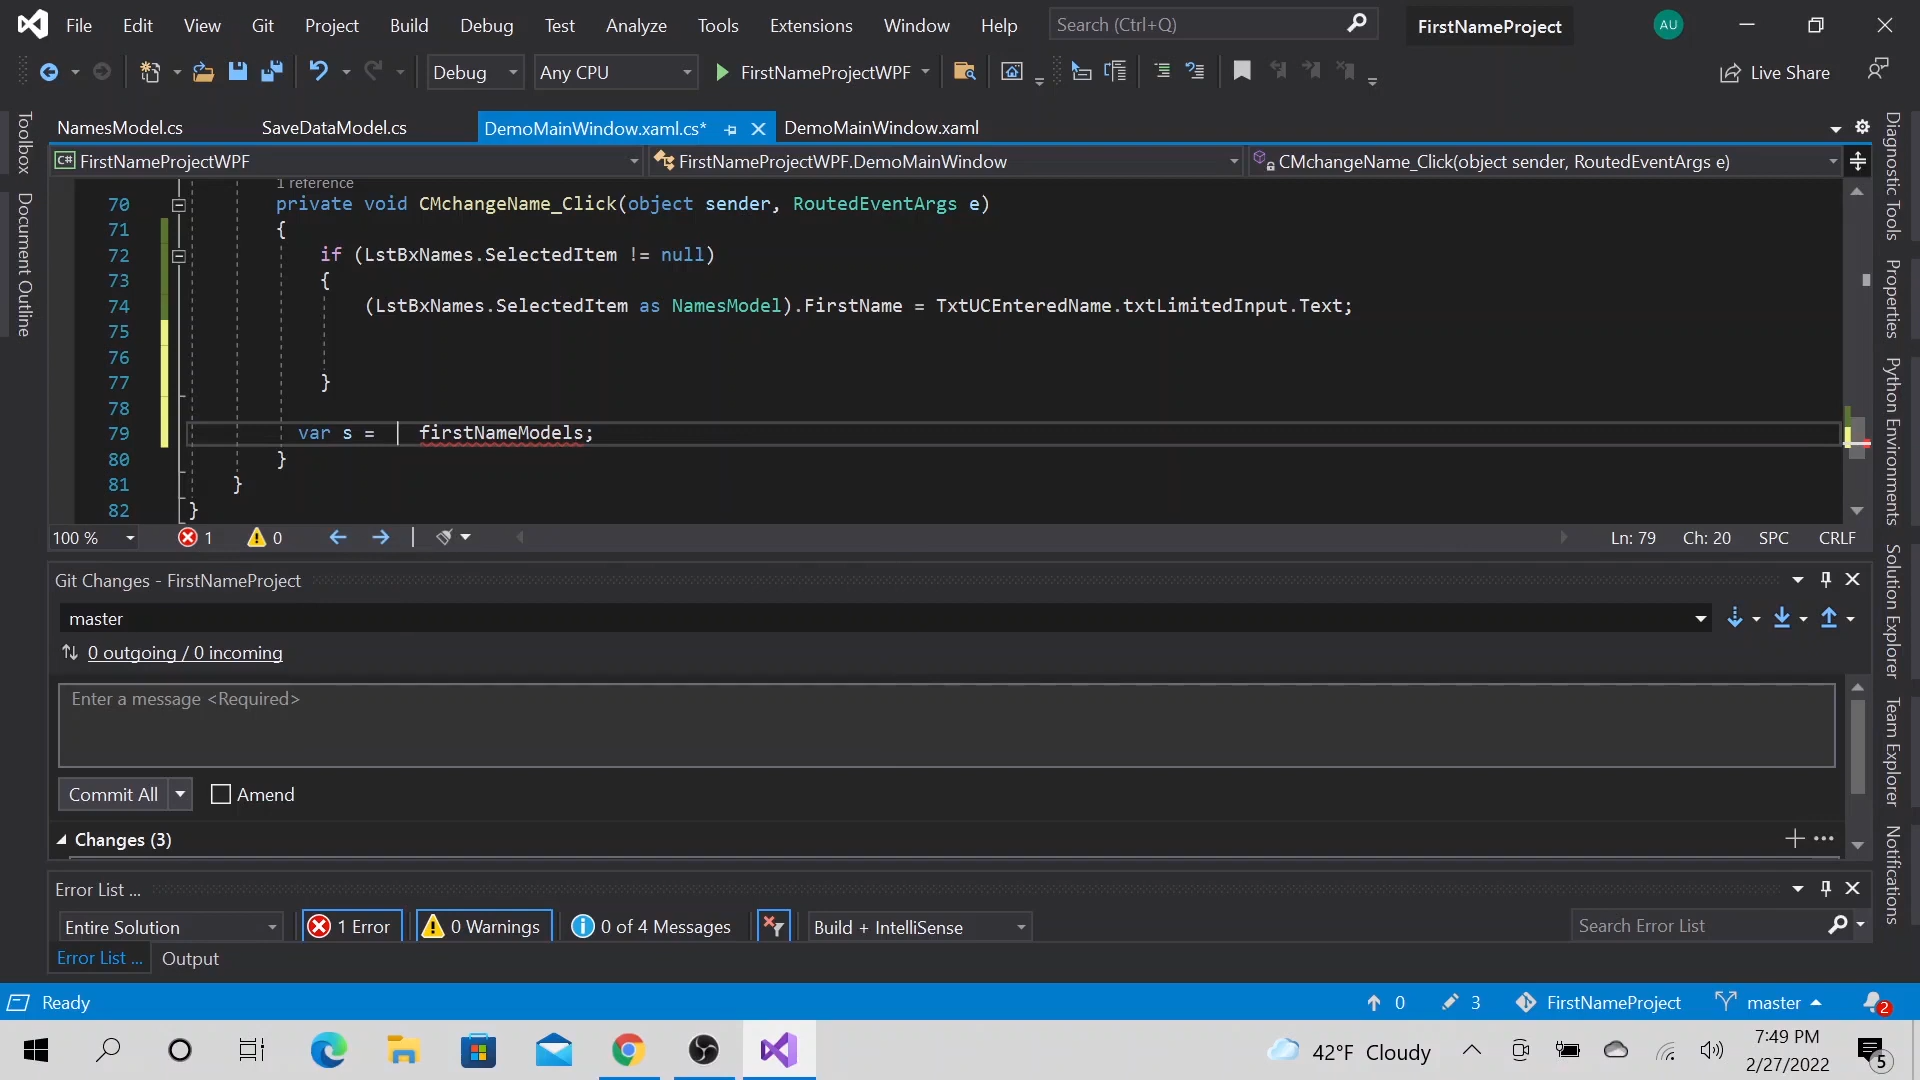 File Edit View Git Project Build Debug Test Analyze Tools Extensions Window Help Search (Ctrl+Q) FirstNameProject AU
Debug Any CPU FirstNameProjectWPF Live Share
NamesModel.cs SaveDataModel.cs DemoMainWindow.xaml.cs* DemoMainWindow.xaml
C# FirstNameProjectWPF FirstNameProjectWPF.DemoMainWindow CMchangeName_Click(object sender, RoutedEventArgs e)
Toolbox
Document Outline
1 reference
70 private void CMchangeName_Click(object sender, RoutedEventArgs e)
71 {
72 if (LstBxNames.SelectedItem != null)
73 {
74 (LstBxNames.SelectedItem as NamesModel).FirstName = TxtUCEnteredName.txtLimitedInput.Text;
75
76
77 }
78
79 var s = firstNameModels;
80 }
81 }
82 }
100 % 1 0 Ln: 79 Ch: 20 SPC CRLF
Diagnostic Tools
Properties
Python Environments
Solution Explorer
Team Explorer
Notifications
Git Changes - FirstNameProject
master
0 outgoing / 0 incoming
Enter a message <Required>
Commit All Amend
Changes (3)
Error List ...
Entire Solution 1 Error 0 Warnings 0 of 4 Messages Build + IntelliSense Search Error List
Error List ... Output
Ready 0 3 FirstNameProject master 2
42°F Cloudy 7:49 PM
2/27/2022 5